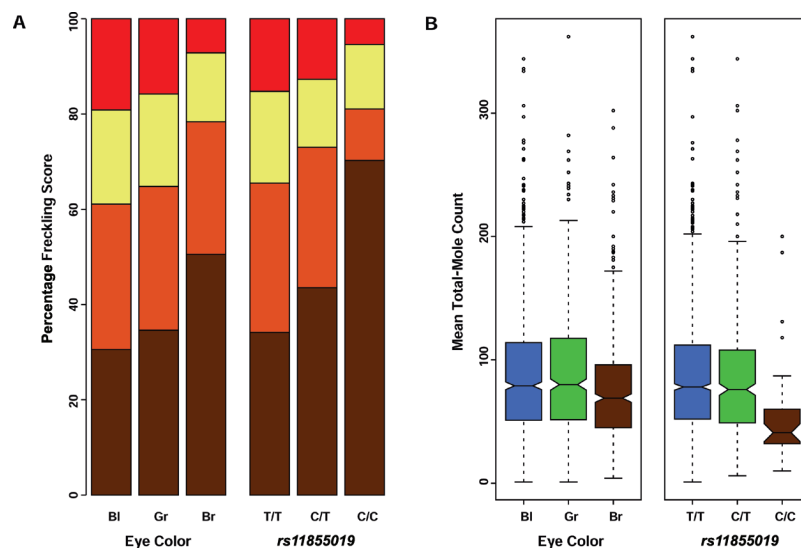 A
Percentage Freckling Score
100
80
60
40
20
0
Bl Gr Br T/T C/T C/C
Eye Color rs11855019
B
Mean Total-Mole Count
300
200
100
0
Bl Gr Br T/T C/T C/C
Eye Color rs11855019